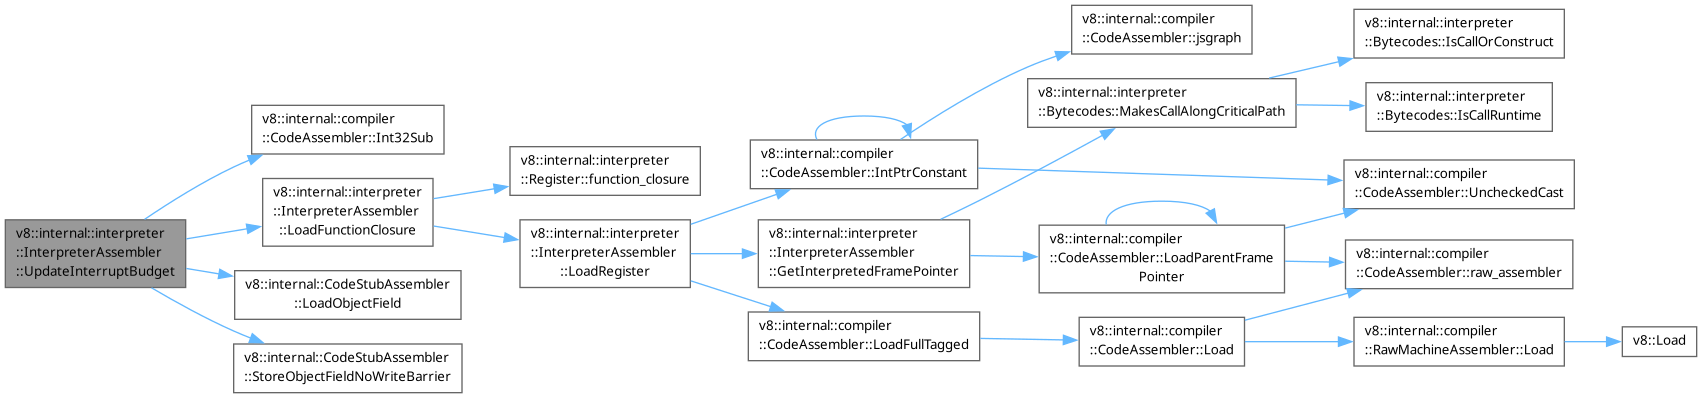 v8::internal::interpreter
::InterpreterAssembler
::UpdateInterruptBudget
v8::internal::compiler
::CodeAssembler::Int32Sub
v8::internal::interpreter
::InterpreterAssembler
::LoadFunctionClosure
v8::internal::CodeStubAssembler
::LoadObjectField
v8::internal::CodeStubAssembler
::StoreObjectFieldNoWriteBarrier
v8::internal::interpreter
::Register::function_closure
v8::internal::interpreter
::InterpreterAssembler
::LoadRegister
v8::internal::compiler
::CodeAssembler::IntPtrConstant
v8::internal::interpreter
::InterpreterAssembler
::GetInterpretedFramePointer
v8::internal::compiler
::CodeAssembler::LoadFullTagged
v8::internal::compiler
::CodeAssembler::jsgraph
v8::internal::interpreter
::Bytecodes::MakesCallAlongCriticalPath
v8::internal::compiler
::CodeAssembler::LoadParentFrame
Pointer
v8::internal::compiler
::CodeAssembler::Load
v8::internal::interpreter
::Bytecodes::IsCallOrConstruct
v8::internal::interpreter
::Bytecodes::IsCallRuntime
v8::internal::compiler
::CodeAssembler::UncheckedCast
v8::internal::compiler
::CodeAssembler::raw_assembler
v8::internal::compiler
::RawMachineAssembler::Load
v8::Load